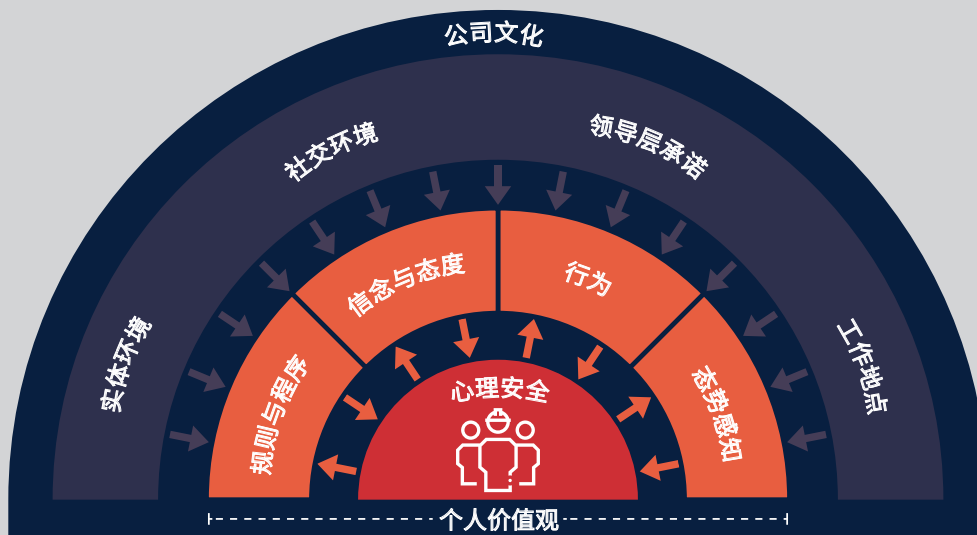 公司文化
社交环境
领导层承诺
实体环境
工作地点
信念与态度
行为
规则与程序
态势感知
心理安全
个人价值观